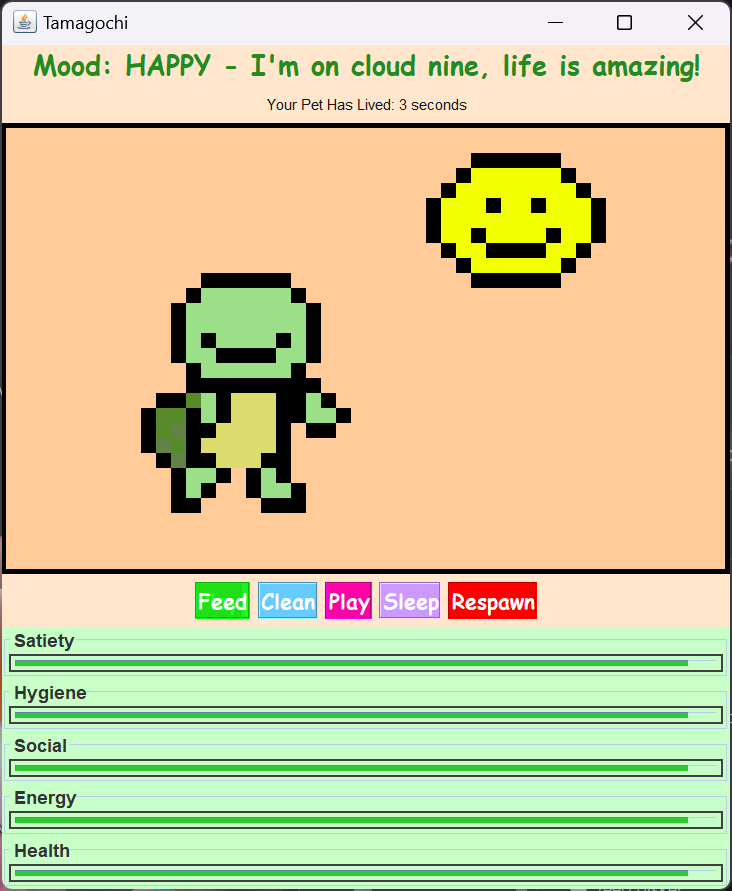 Tamagochi
Mood: HAPPY - I'm on cloud nine, life is amazing!
Your Pet Has Lived: 3 seconds
Feed Clean Play Sleep Respawn
Satiety
Hygiene
Social
Energy
Health